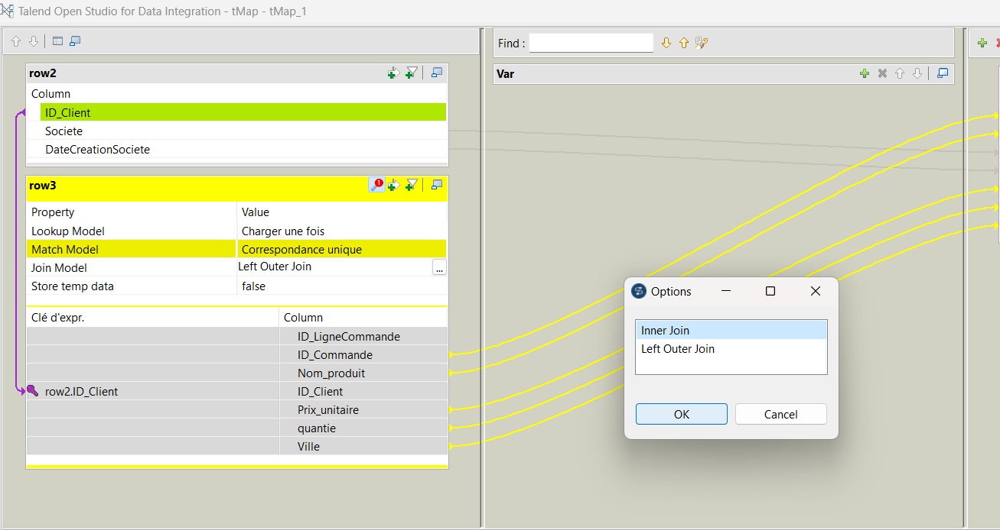 Talend Open Studio for Data Integration - tMap - tMap_1
row2
Column
ID_Client
Societe
DateCreationSociete
row3
1
Property Value
Lookup Model Charger une fois
Match Model Correspondance unique
Join Model Left Outer Join ...
Store temp data false
Clé d'expr. Column
ID_LigneCommande
ID_Commande
Nom_produit
row2.ID_Client ID_Client
Prix_unitaire
quantie
Ville
Find :
Var
Options
Inner Join
Left Outer Join
OK Cancel